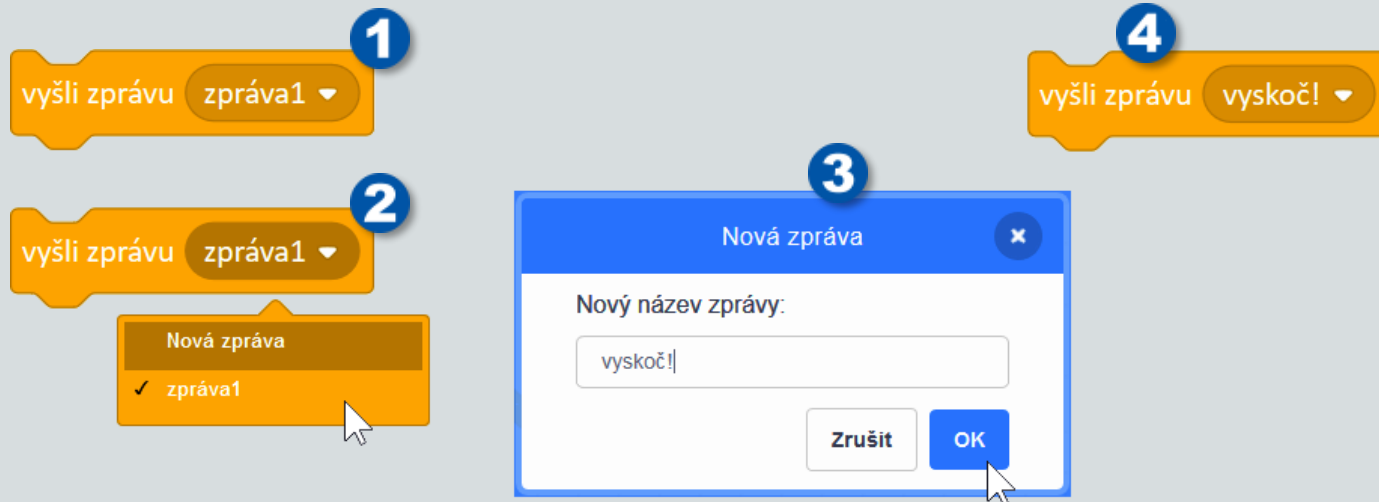 1
vyšli zprávu zpráva1
2
vyšli zprávu zpráva1
Nová zpráva
✓ zpráva1
3
Nová zpráva
Nový název zprávy:
vyskoč!
Zrušit
OK
4
vyšli zprávu vyskoč!